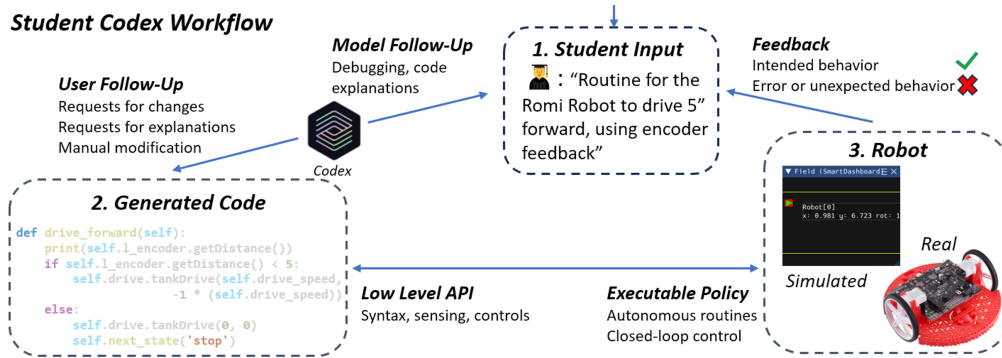 Student Codex Workflow
User Follow-Up
Requests for changes
Requests for explanations
Manual modification
Model Follow-Up
Debugging, code
explanations
Codex
1. Student Input
: “Routine for the
Romi Robot to drive 5”
forward, using encoder
feedback”
Feedback
Intended behavior
Error or unexpected behavior
2. Generated Code
def drive_forward(self):
print(self.l_encoder.getDistance())
if self.l_encoder.getDistance() < 5:
self.drive.tankDrive(self.drive_speed,
-1 * (self.drive_speed))
else:
self.drive.tankDrive(0, 0)
self.next_state('stop')
Low Level API
Syntax, sensing, controls
Executable Policy
Autonomous routines
Closed-loop control
3. Robot
Field (SmartDashboard
Robot[0]
x: 0.981 y: 6.723 rot: 1
Simulated
Real